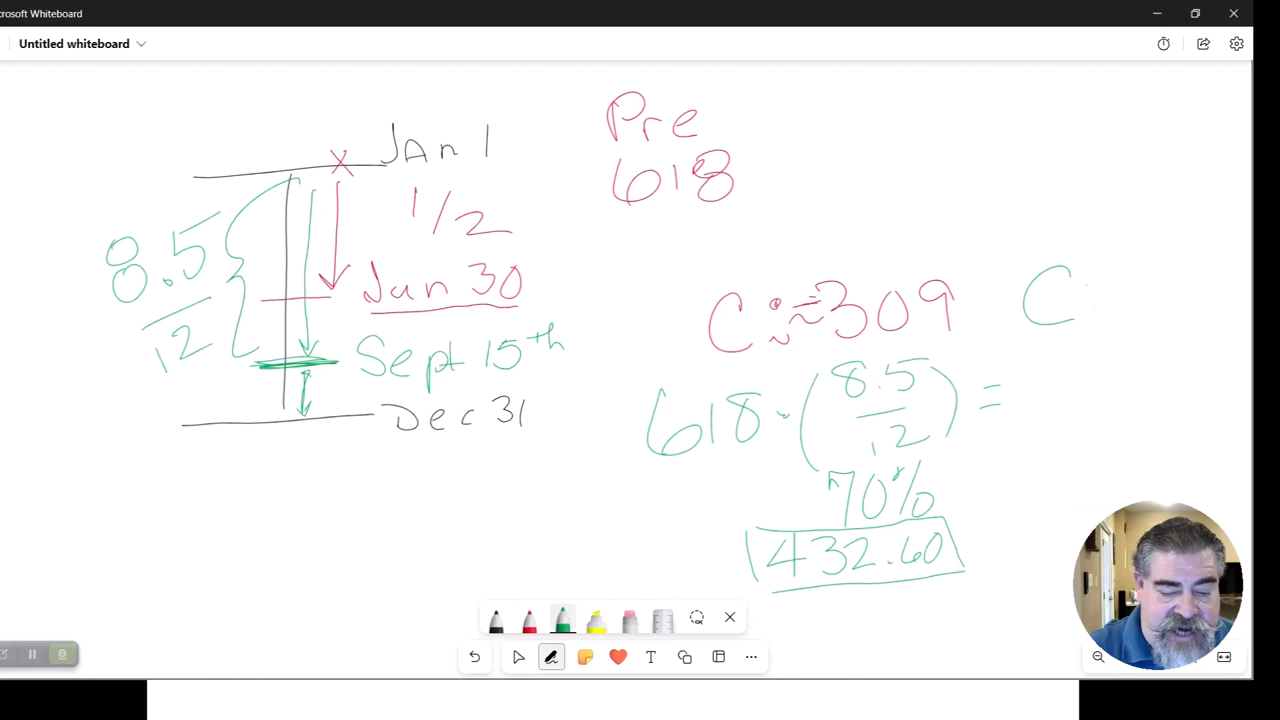 crosoft Whiteboard
Untitled whiteboard
Jan 1
1/2
Jun 30
8.5
12
Sept 15th
Dec 31
Pre
618
C: ≈ 309
C
618 · (8.5/12) =
70%
432.60